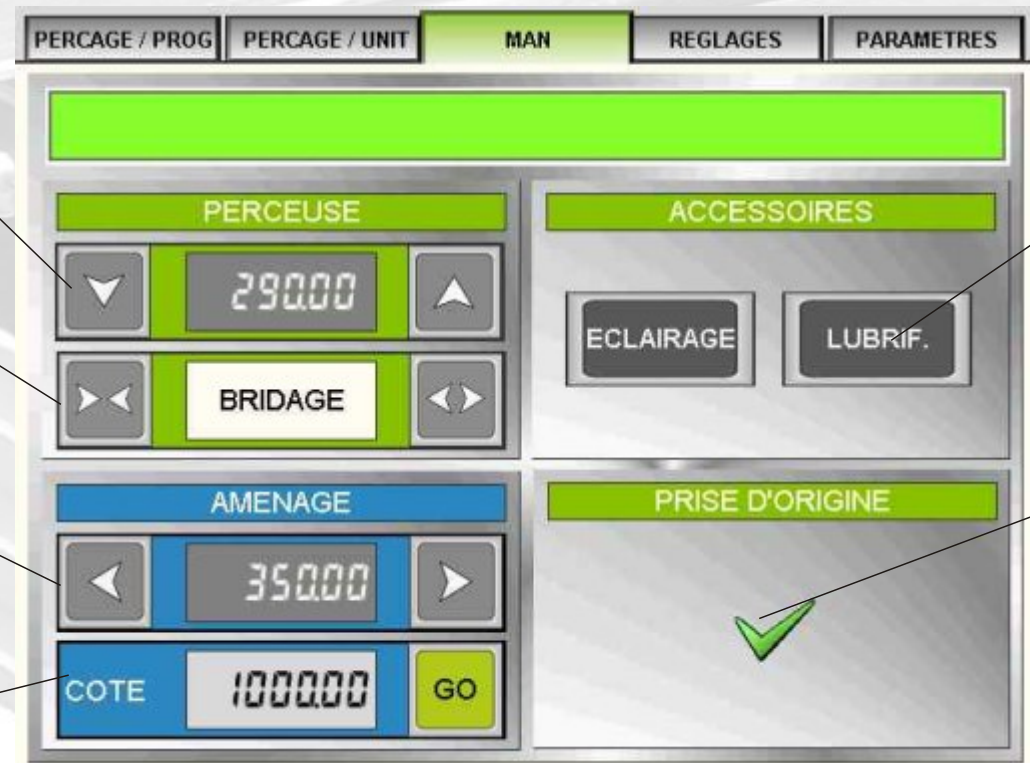 PERCAGE / PROG
PERCAGE / UNIT
MAN
REGLAGES
PARAMETRES
PERCEUSE
290.00
BRIDAGE
ACCESSOIRES
ECLAIRAGE
LUBRIF.
AMENAGE
350.00
COTE
1000.00
GO
PRISE D'ORIGINE